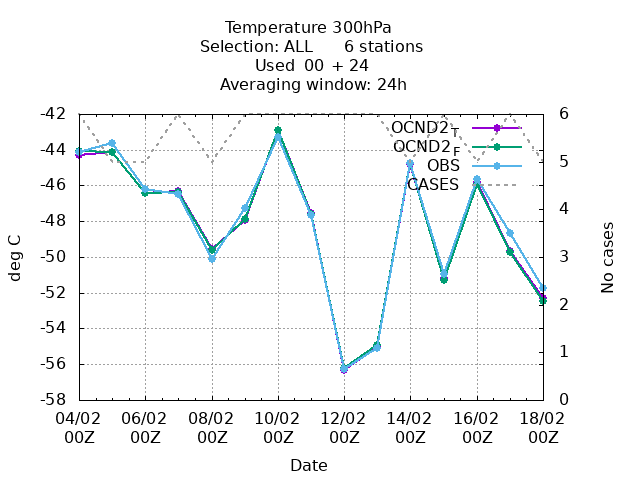 Temperature 300hPa
Selection: ALL 6 stations
Used 00 + 24
Averaging window: 24h
OCND2_T
OCND2_F
OBS
CASES
deg C
-42
-44
-46
-48
-50
-52
-54
-56
-58
No cases
6
5
4
3
2
1
0
04/02 06/02 08/02 10/02 12/02 14/02 16/02 18/02
00Z 00Z 00Z 00Z 00Z 00Z 00Z 00Z
Date